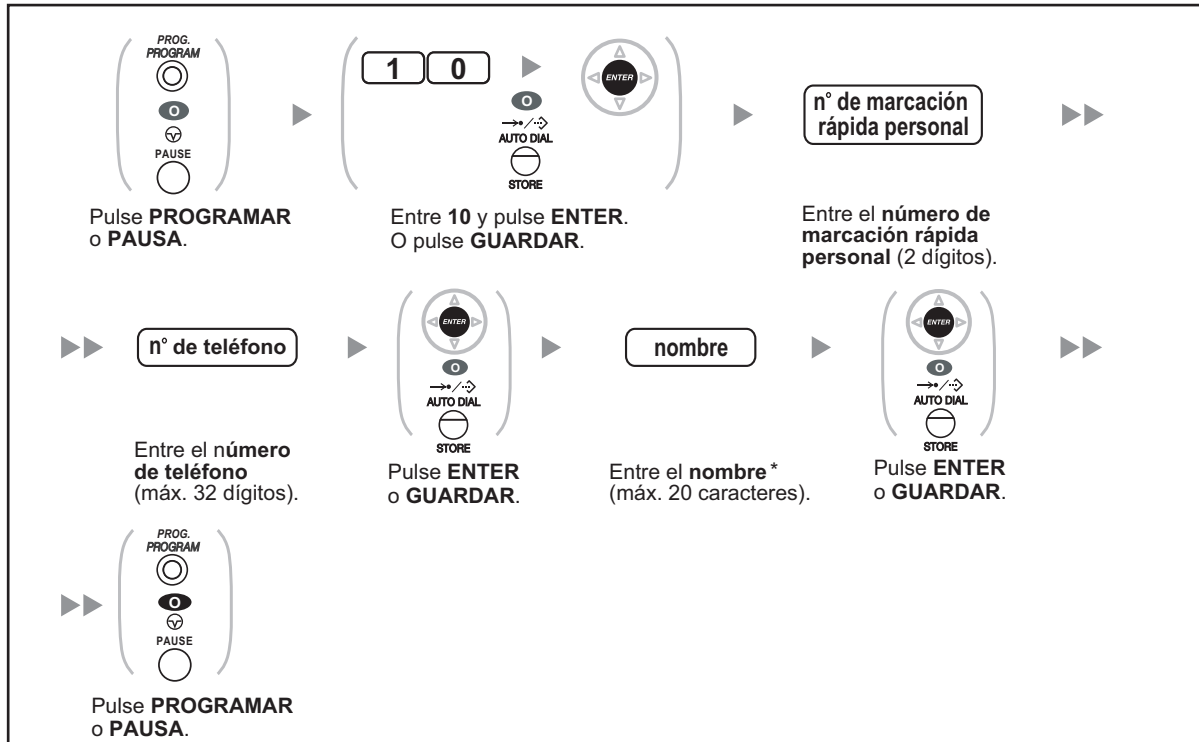 PROG.
PROGRAM
O
PAUSE
Pulse PROGRAMAR
o PAUSA.
1 0
ENTER
O
AUTO DIAL
STORE
Entre 10 y pulse ENTER.
O pulse GUARDAR.
n° de marcación
rápida personal
Entre el número de
marcación rápida
personal (2 dígitos).
n° de teléfono
Entre el número
de teléfono
(máx. 32 dígitos).
ENTER
O
AUTO DIAL
STORE
Pulse ENTER
o GUARDAR.
nombre
Entre el nombre*
(máx. 20 caracteres).
ENTER
O
AUTO DIAL
STORE
Pulse ENTER
o GUARDAR.
PROG.
PROGRAM
O
PAUSE
Pulse PROGRAMAR
o PAUSA.